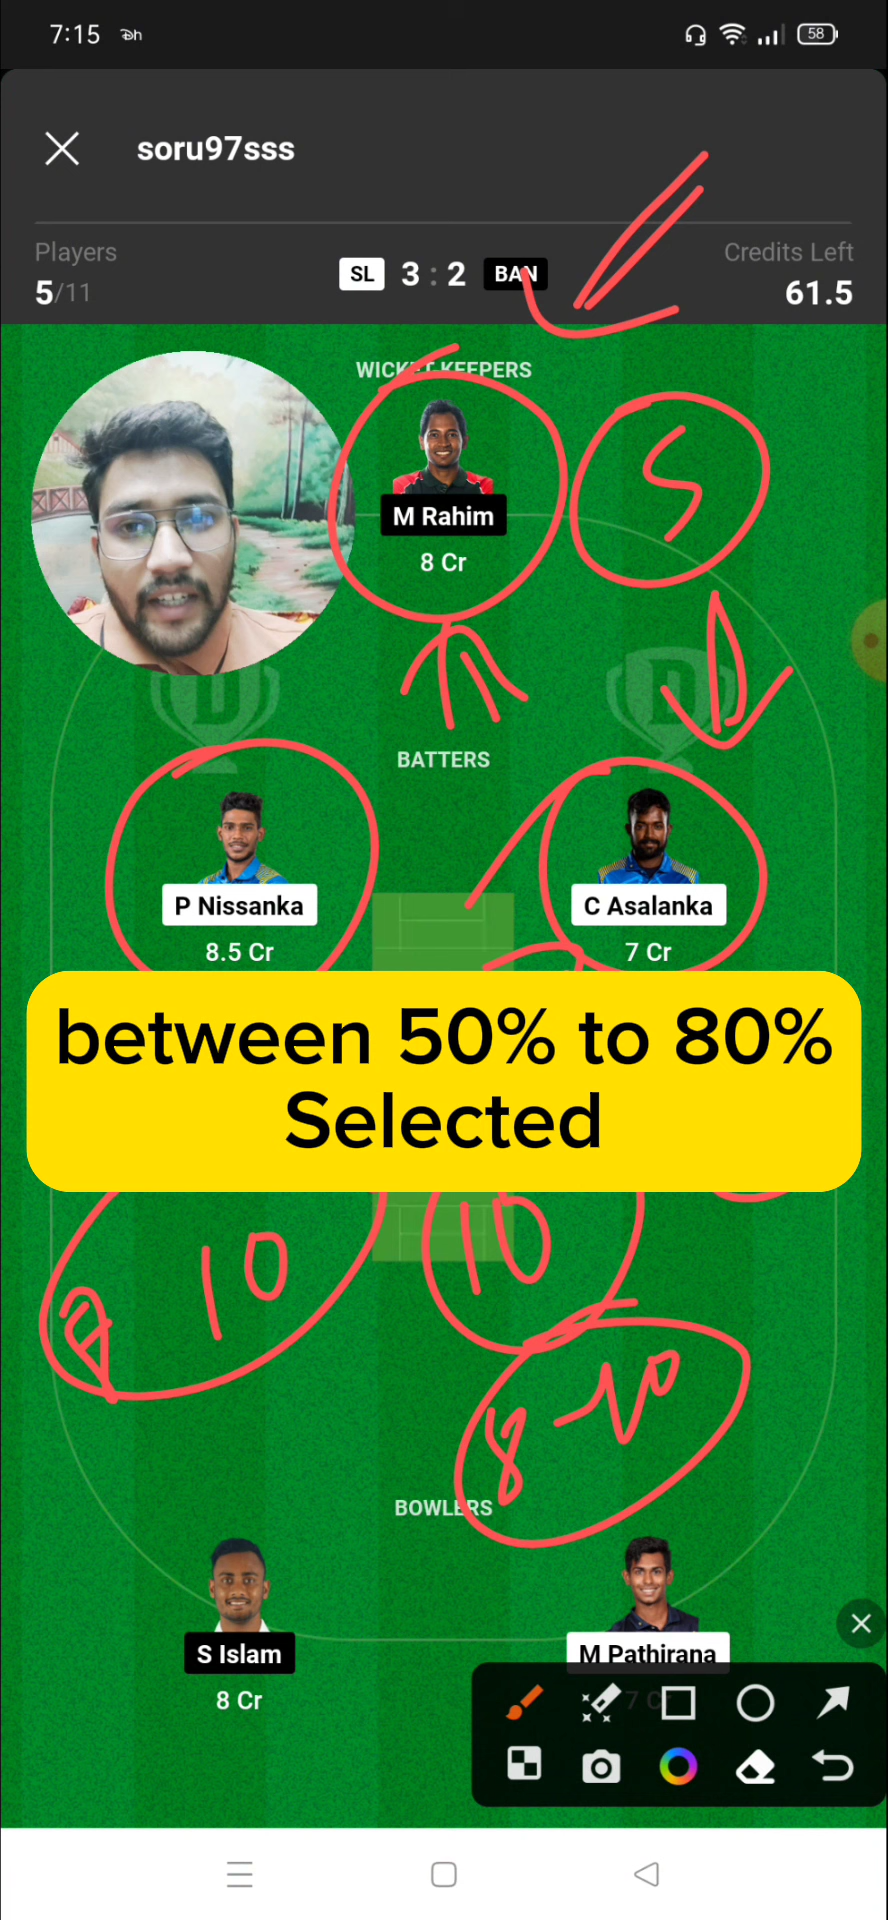 7:15
58
soru97sss
Players
Credits Left
5/11
SL 3 : 2 BAN
61.5
WICKET KEEPERS
S
M Rahim
8 Cr
BATTERS
P Nissanka
C Asalanka
8.5 Cr
7 Cr
between 50% to 80%
Selected
10
10
8-10
BOWLERS
S Islam
M Pathirana
8 Cr
7 C